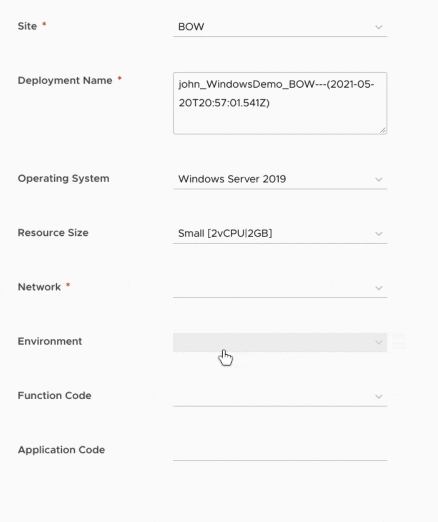 Site * BOW
Deployment Name * john_WindowsDemo_BOW---(2021-05-
20T20:57:01.541Z)
Operating System Windows Server 2019
Resource Size Small [2vCPU|2GB]
Network *
Environment
Function Code
Application Code